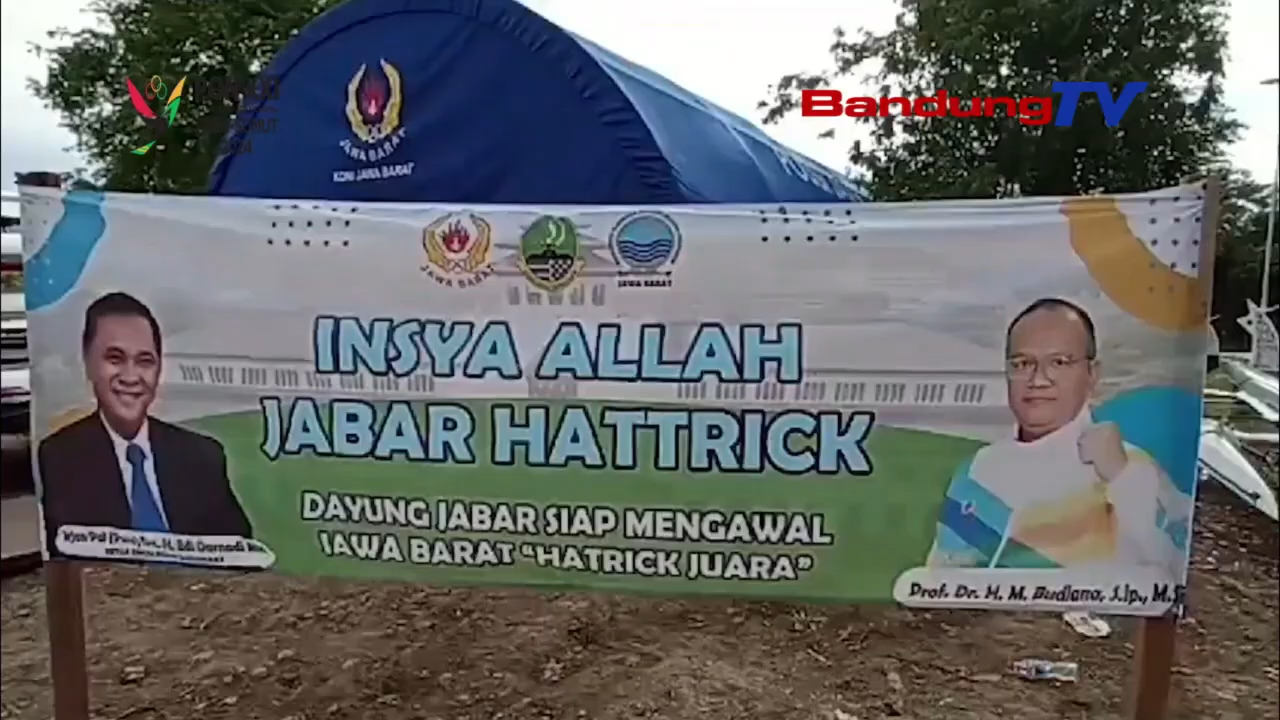 BandungTV
JAWA BARAT
KONI JAWA BARAT
JAWA BARAT
JAWA BARAT
INSYA ALLAH
JABAR HATTRICK
DAYUNG JABAR SIAP MENGAWAL
JAWA BARAT “HATRICK JUARA”
Prof. Dr. H. M. Budiana, S.Ip., M.Si